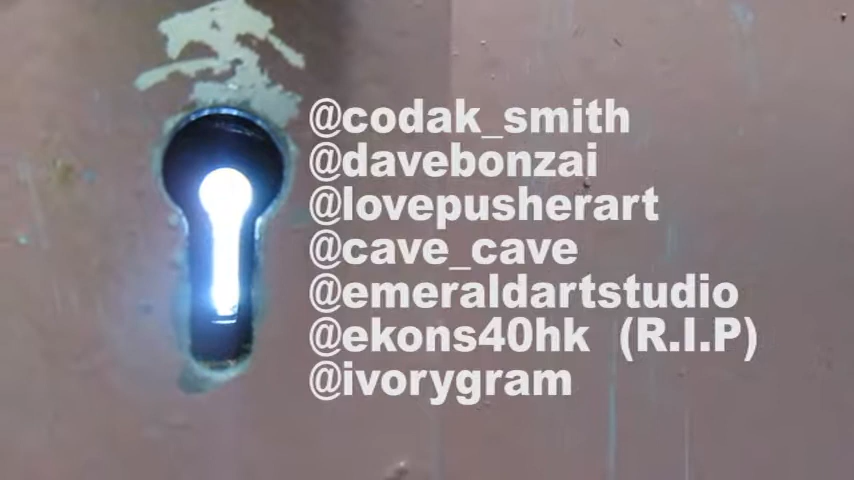 @codak_smith
@davebonzai
@lovepusherart
@cave_cave
@emeraldartstudio
@ekons40hk (R.I.P)
@ivorygram